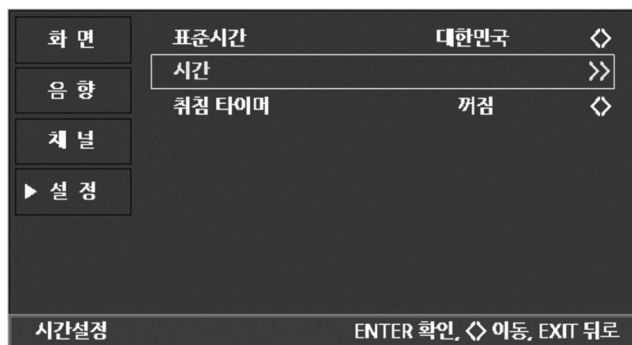 화 면
음 향
채 널
▶ 설 정
표준시간 대한민국 <>
시간 >>
취침 타이머 꺼짐 <>
시간설정 ENTER 확인, <> 이동, EXIT 뒤로